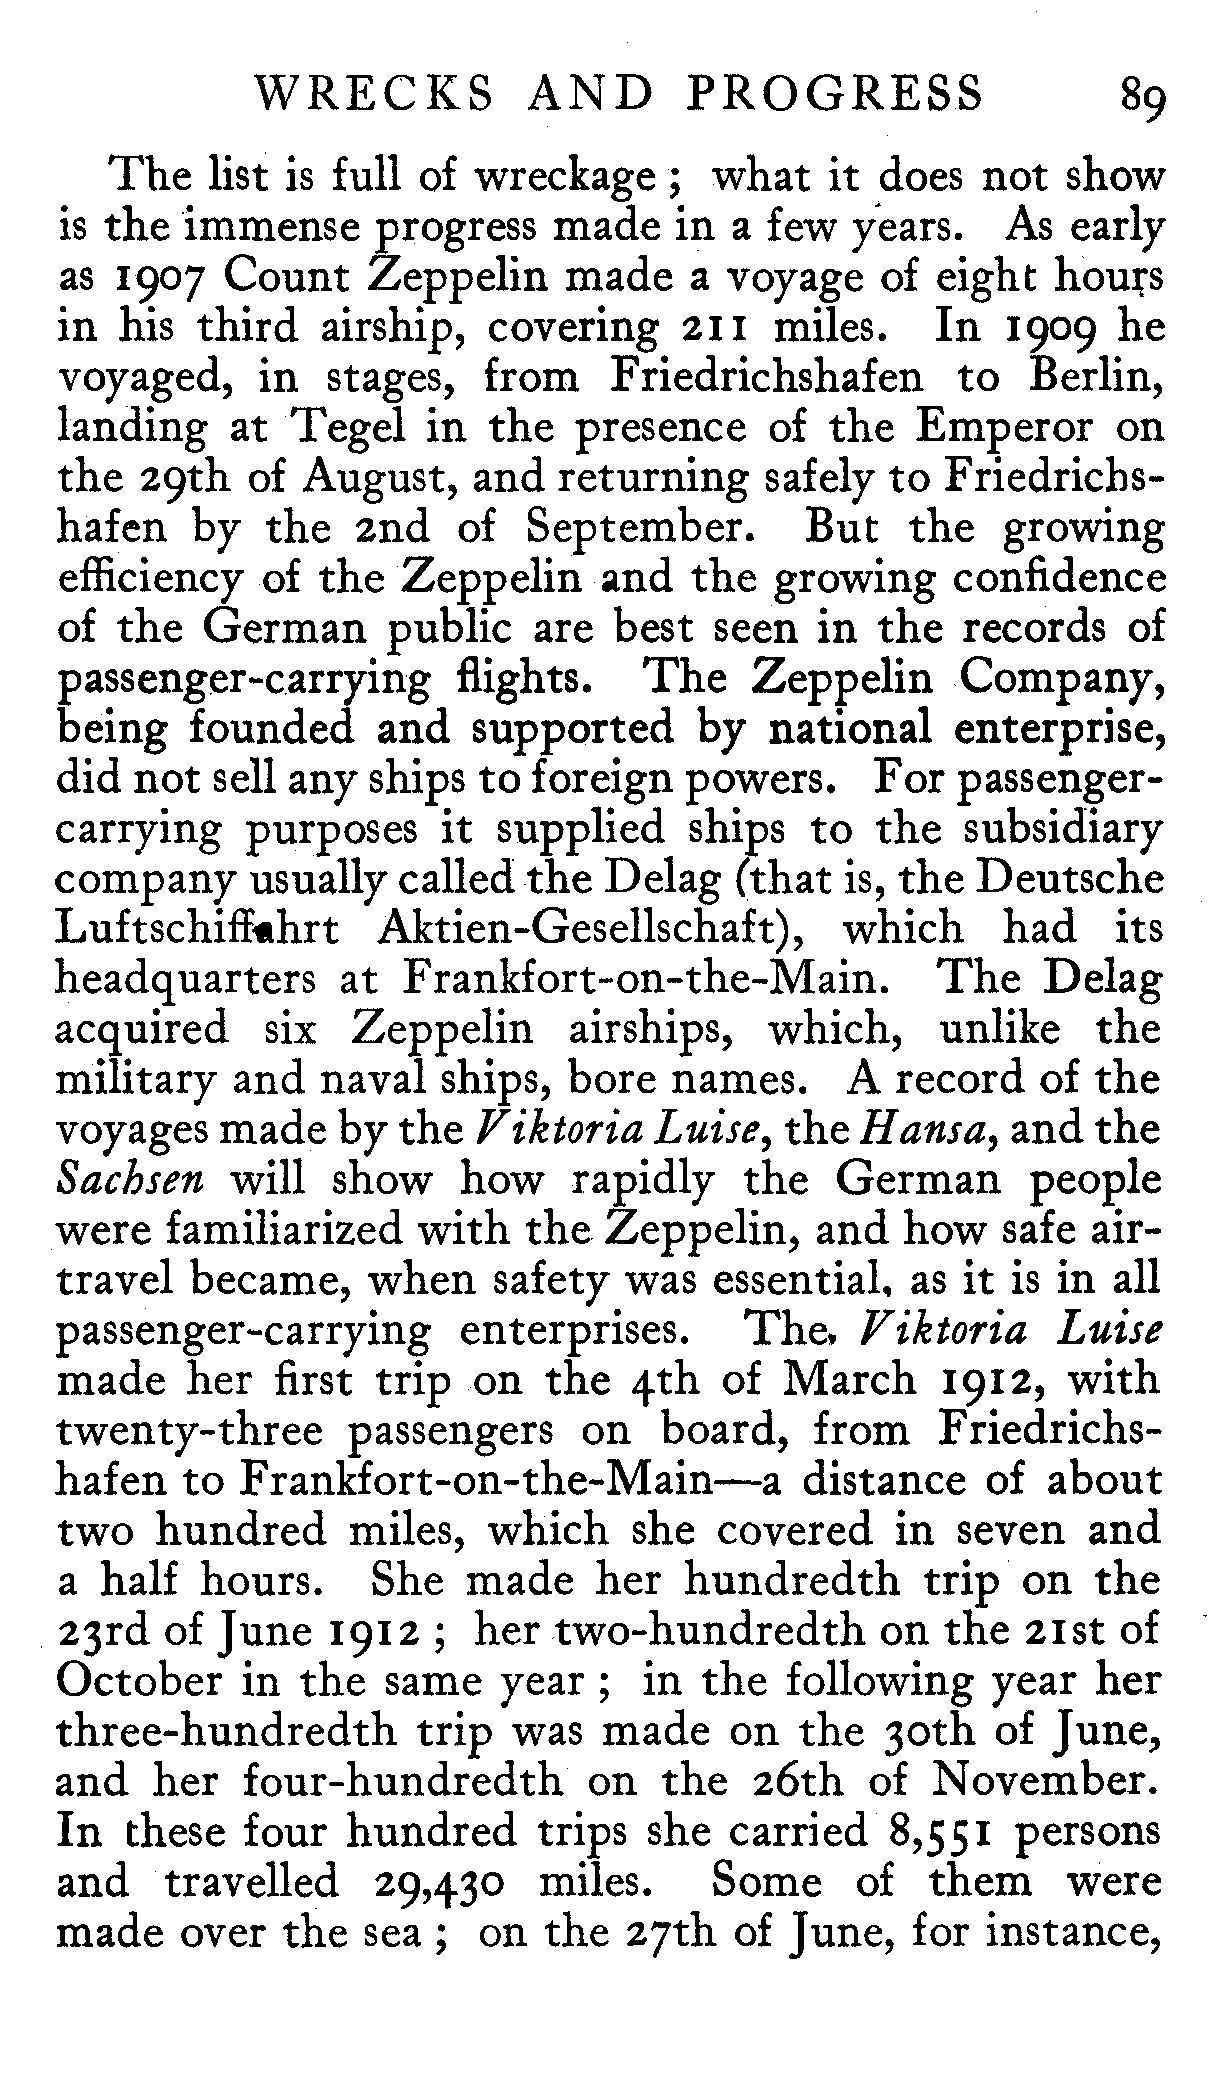 WRECKS AND PROGRESS 89
The list is full of wreckage ; what it does not show
is the immense progress made in a few years. As early
as 1907 Count Zeppelin made a voyage of eight hours
in his third airship, covering 211 miles. In 1909 he
voyaged, in stages, from Friedrichshafen to Berlin,
landing at Tegel in the presence of the Emperor on
the 29th of August, and returning safely to Friedrichs-
hafen by the 2nd of September. But the growing
efficiency of the Zeppelin and the growing confidence
of the German public are best seen in the records of
passenger-carrying flights. The Zeppelin Company,
being founded and supported by national enterprise,
did not sell any ships to foreign powers. For passenger-
carrying purposes it supplied ships to the subsidiary
company usually called the Delag (that is, the Deutsche
Luftschiffahrt Aktien-Gesellschaft), which had its
headquarters at Frankfort-on-the-Main. The Delag
acquired six Zeppelin airships, which, unlike the
military and naval ships, bore names. A record of the
voyages made by the Viktoria Luise, the Hansa, and the
Sachsen will show how rapidly the German people
were familiarized with the Zeppelin, and how safe air-
travel became, when safety was essential, as it is in all
passenger-carrying enterprises. The Viktoria Luise
made her first trip on the 4th of March 1912, with
twenty-three passengers on board, from Friedrichs-
hafen to Frankfort-on-the-Main—a distance of about
two hundred miles, which she covered in seven and
a half hours. She made her hundredth trip on the
23rd of June 1912 ; her two-hundredth on the 21st of
October in the same year ; in the following year her
three-hundredth trip was made on the 30th of June,
and her four-hundredth on the 26th of November.
In these four hundred trips she carried 8,551 persons
and travelled 29,430 miles. Some of them were
made over the sea ; on the 27th of June, for instance,